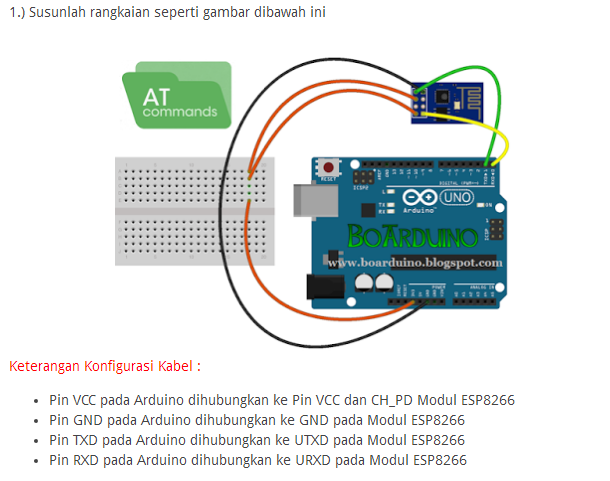 1.) Susunlah rangkaian seperti gambar dibawah ini
AT
commands
RESET
ICSP2
DIGITAL (PWM~)
L
TX
RX
UNO
ON
Arduino
ICSP
BOARDUINO
www.boarduino.blogspot.com
POWER
ANALOG IN
Keterangan Konfigurasi Kabel :
Pin VCC pada Arduino dihubungkan ke Pin VCC dan CH_PD Modul ESP8266
Pin GND pada Arduino dihubungkan ke GND pada Modul ESP8266
Pin TXD pada Arduino dihubungkan ke UTXD pada Modul ESP8266
Pin RXD pada Arduino dihubungkan ke URXD pada Modul ESP8266